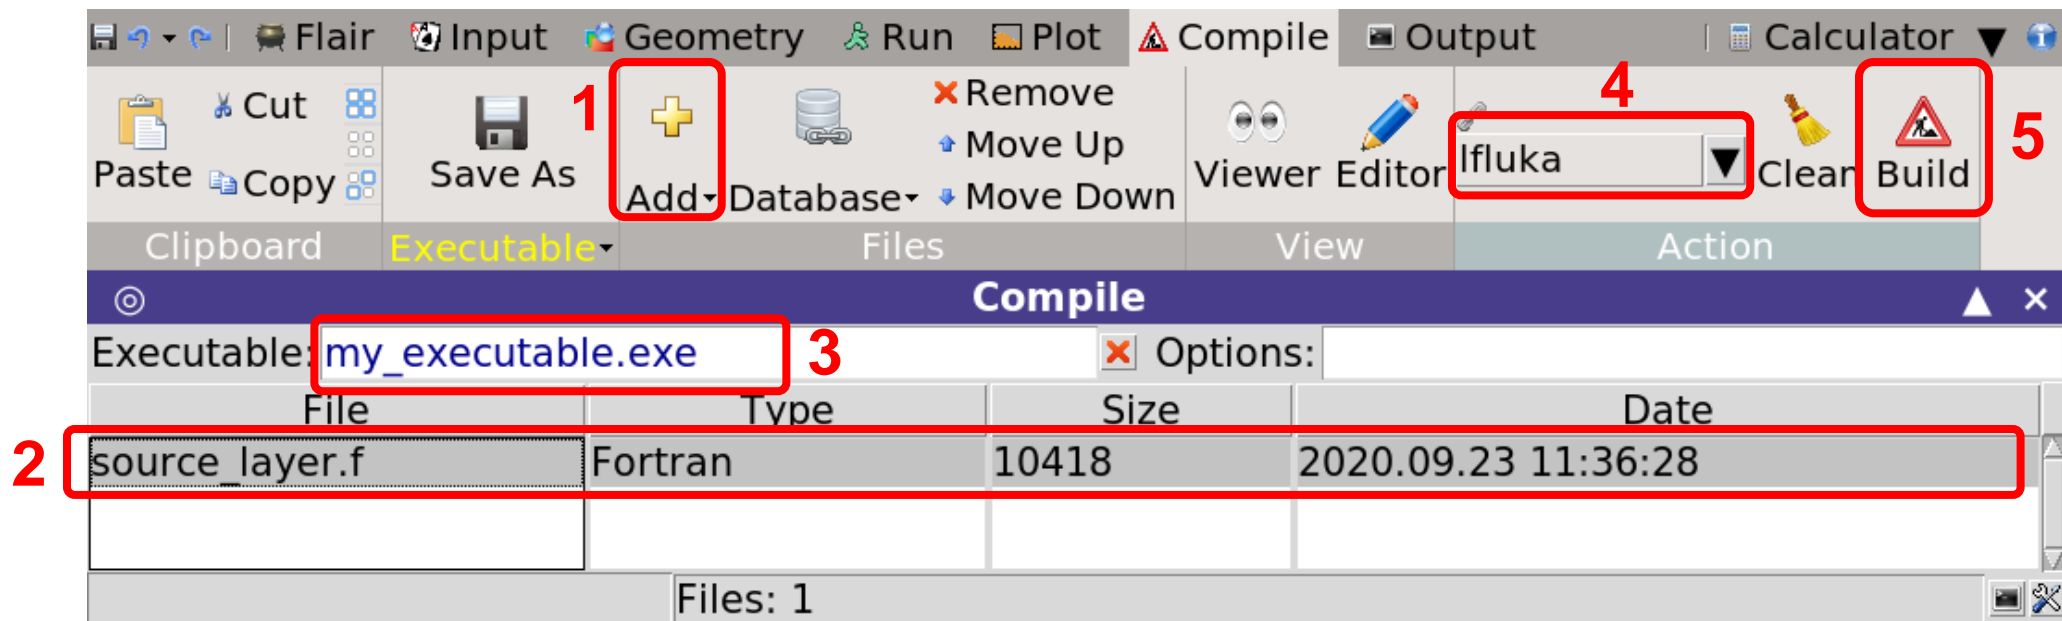 Flair Input Geometry Run Plot Compile Output Calculator
1 4 5
Paste Cut Copy Save As Add Database Remove Move Up Move Down Viewer Editor lfluka Clean Build
Clipboard Executable Files View Action
Compile
Executable: my_executable.exe 3 Options:
File Type Size Date
2 source_layer.f Fortran 10418 2020.09.23 11:36:28
Files: 1